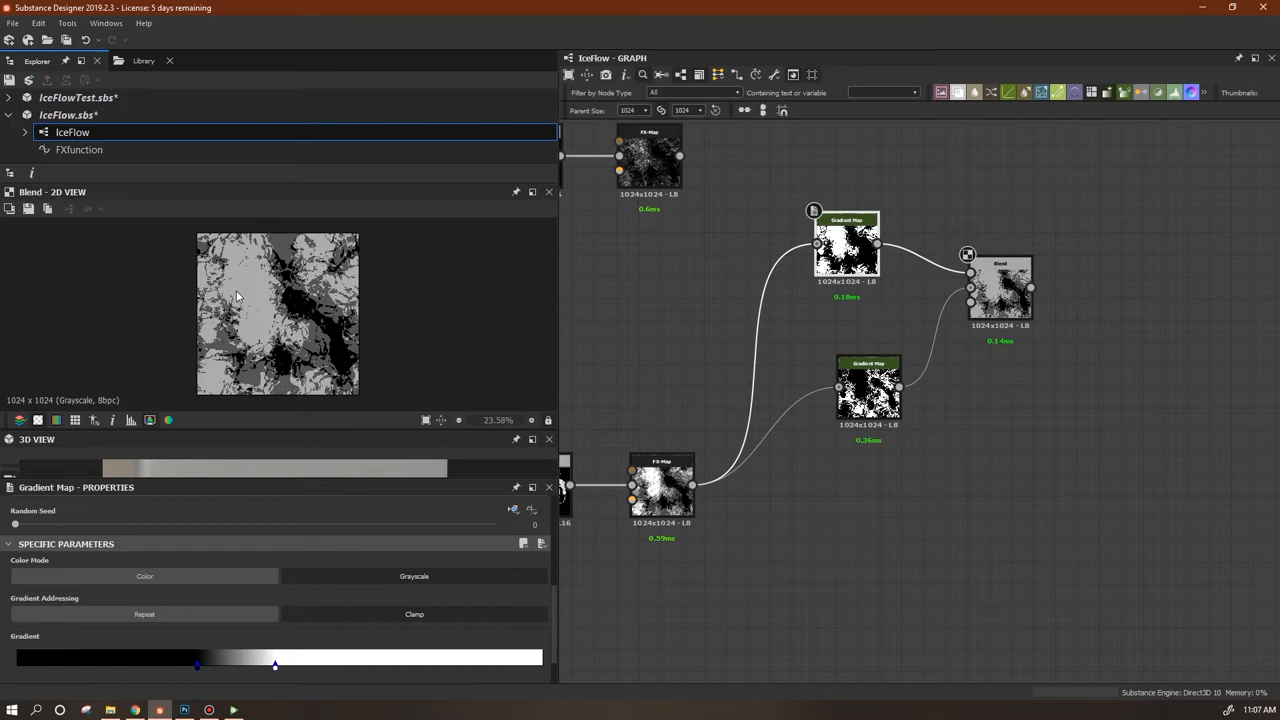 Substance Designer 2019.2.3 - License: 5 days remaining
File Edit Tools Windows Help
Explorer
Library
IceFlowTest.sbs*
IceFlow.sbs*
IceFlow
FXfunction
Blend - 2D VIEW
UV
1024 x 1024 (Grayscale, 8bpc)
23.58%
3D VIEW
Gradient Map - PROPERTIES
Random Seed
0
SPECIFIC PARAMETERS
Color Mode
Color
Grayscale
Gradient Addressing
Repeat
Clamp
Gradient
IceFlow - GRAPH
Filter by Node Type
All
Containing text or variable
Thumbnails:
Parent Size:
1024
1024
FX-Map
1024x1024 - L8
0.6ms
Gradient Map
1024x1024 - L8
0.18ms
Blend
1024x1024 - L8
0.14ms
Gradient Map
1024x1024 - L8
0.36ms
.16
FX-Map
1024x1024 - L8
0.59ms
Substance Engine: Direct3D 10 Memory: 0%
11:07 AM